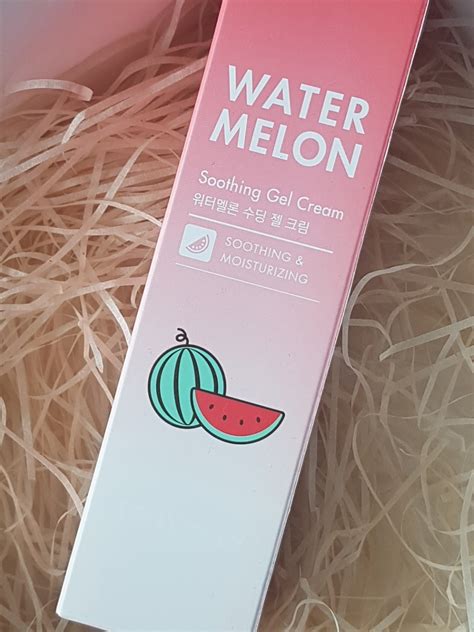 WATER
MELON
Soothing Gel Cream
워터멜론 수딩 젤 크림
SOOTHING &
MOISTURIZING